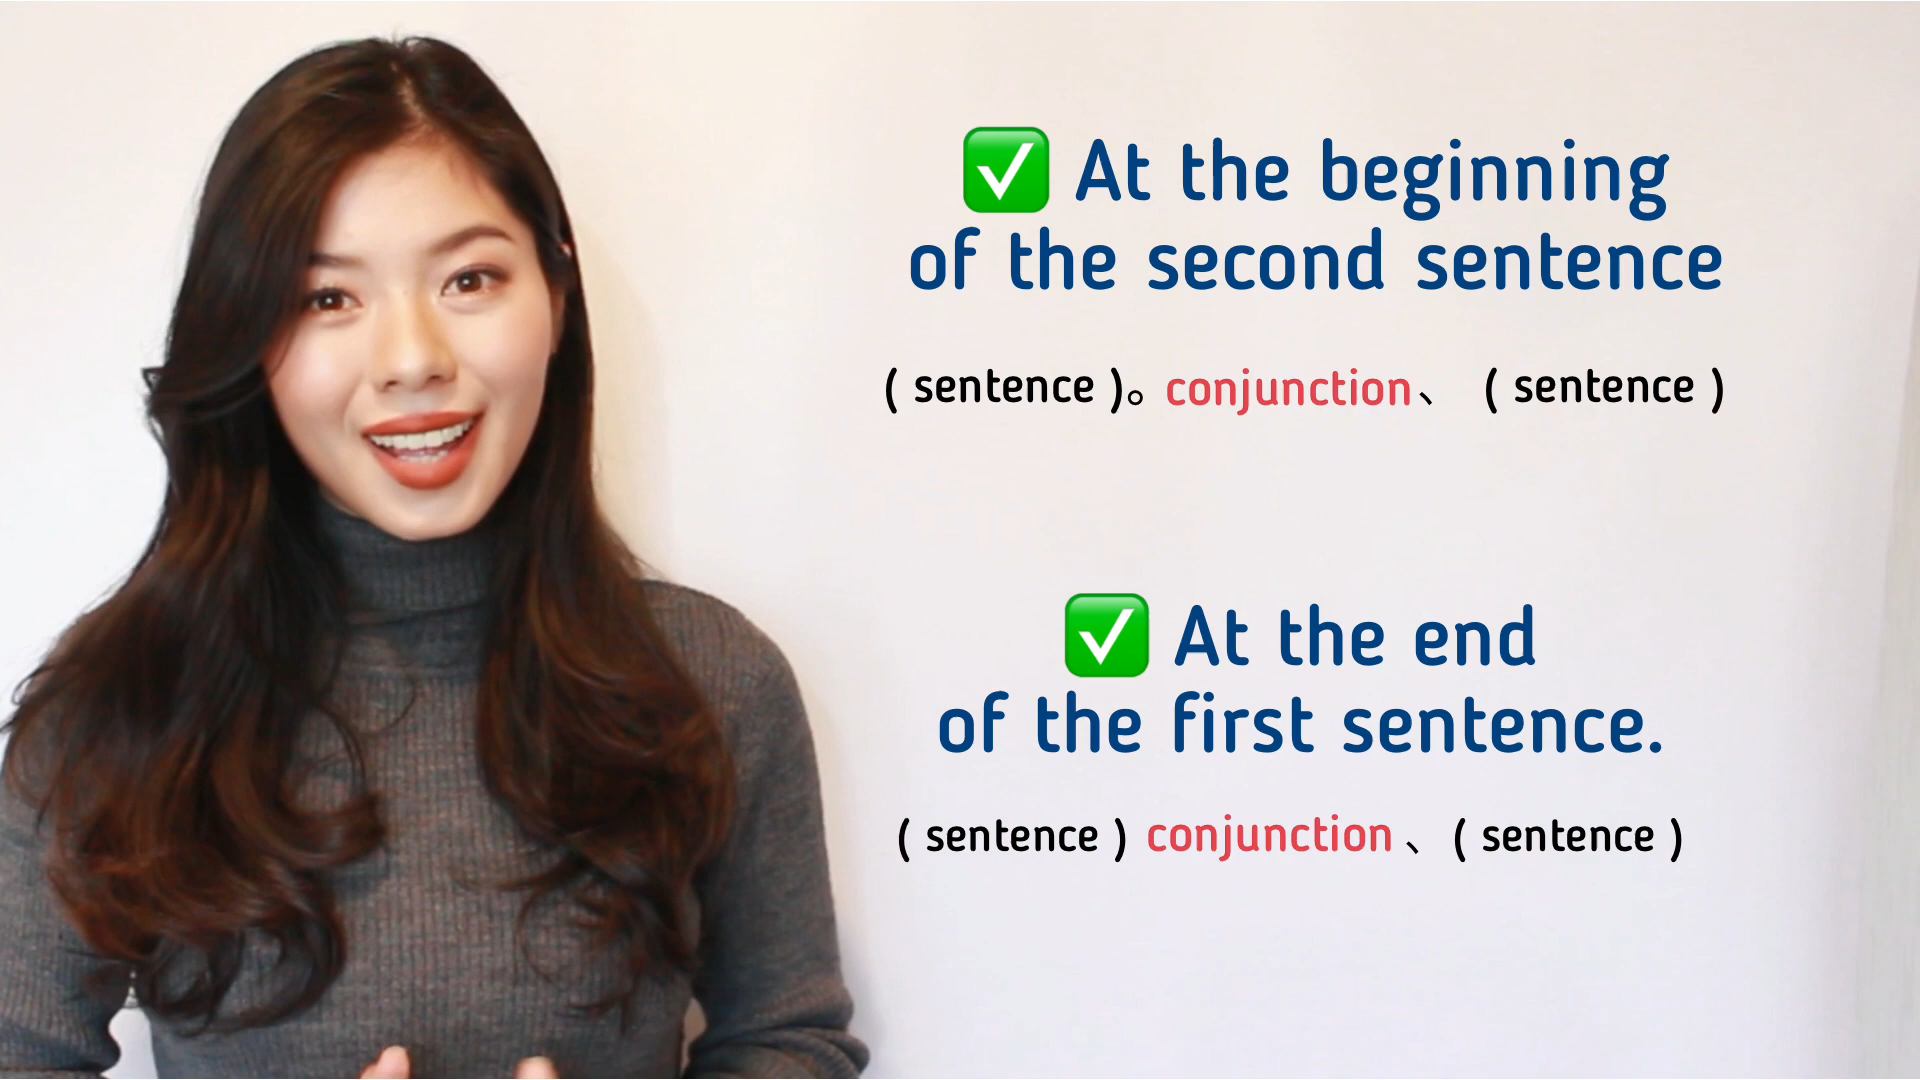 ✅ At the beginning
of the second sentence
( sentence )。conjunction、 ( sentence )
✅ At the end
of the first sentence.
( sentence ) conjunction 、( sentence )